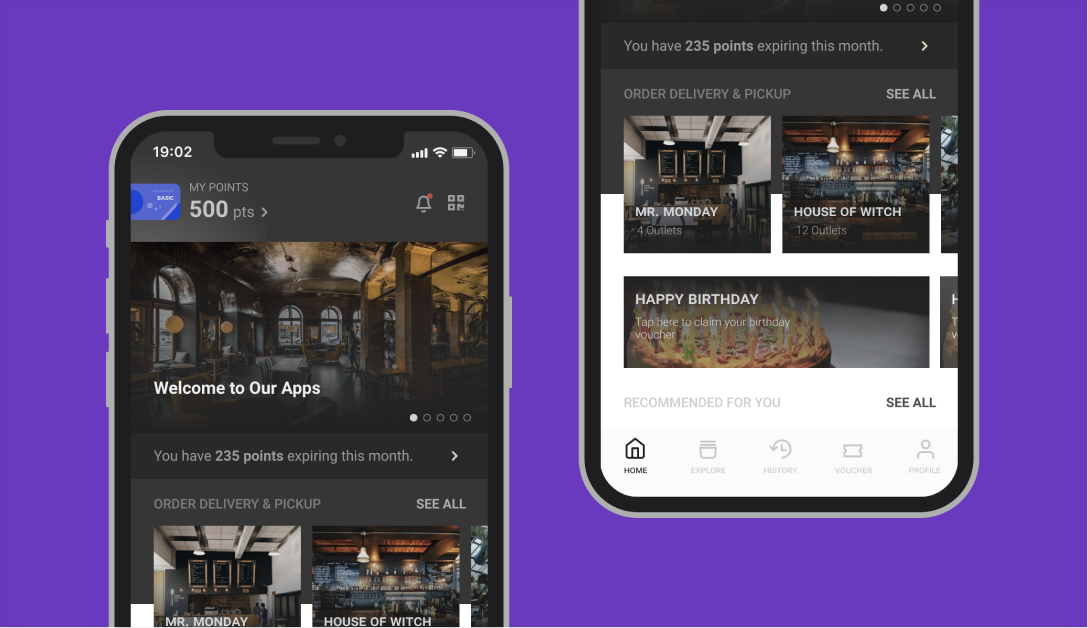 19:02
BASIC
MY POINTS
500 pts
Welcome to Our Apps
You have 235 points expiring this month.
ORDER DELIVERY & PICKUP
SEE ALL
MR. MONDAY
HOUSE OF WITCH
You have 235 points expiring this month.
ORDER DELIVERY & PICKUP
SEE ALL
MR. MONDAY
4 Outlets
HOUSE OF WITCH
12 Outlets
HAPPY BIRTHDAY
Tap here to claim your birthday
voucher
RECOMMENDED FOR YOU
SEE ALL
HOME
EXPLORE
HISTORY
VOUCHER
PROFILE